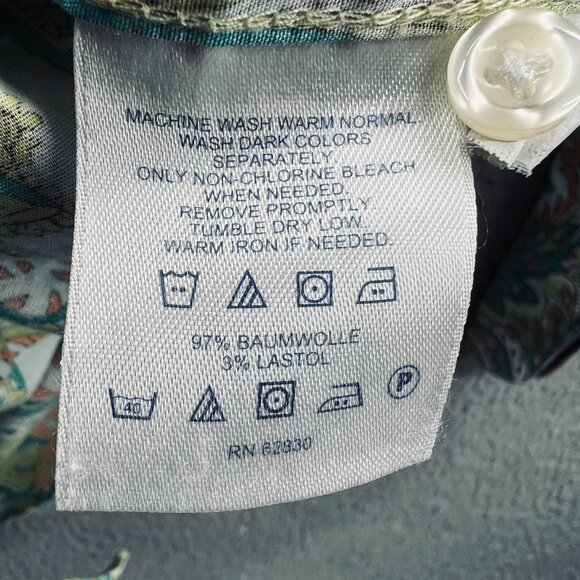 MACHINE WASH WARM NORMAL.
WASH DARK COLORS
SEPARATELY.
ONLY NON-CHLORINE BLEACH
WHEN NEEDED.
REMOVE PROMPTLY
TUMBLE DRY LOW.
WARM IRON IF NEEDED.
97% BAUMWOLLE
3% LASTOL
40 P
RN 62830